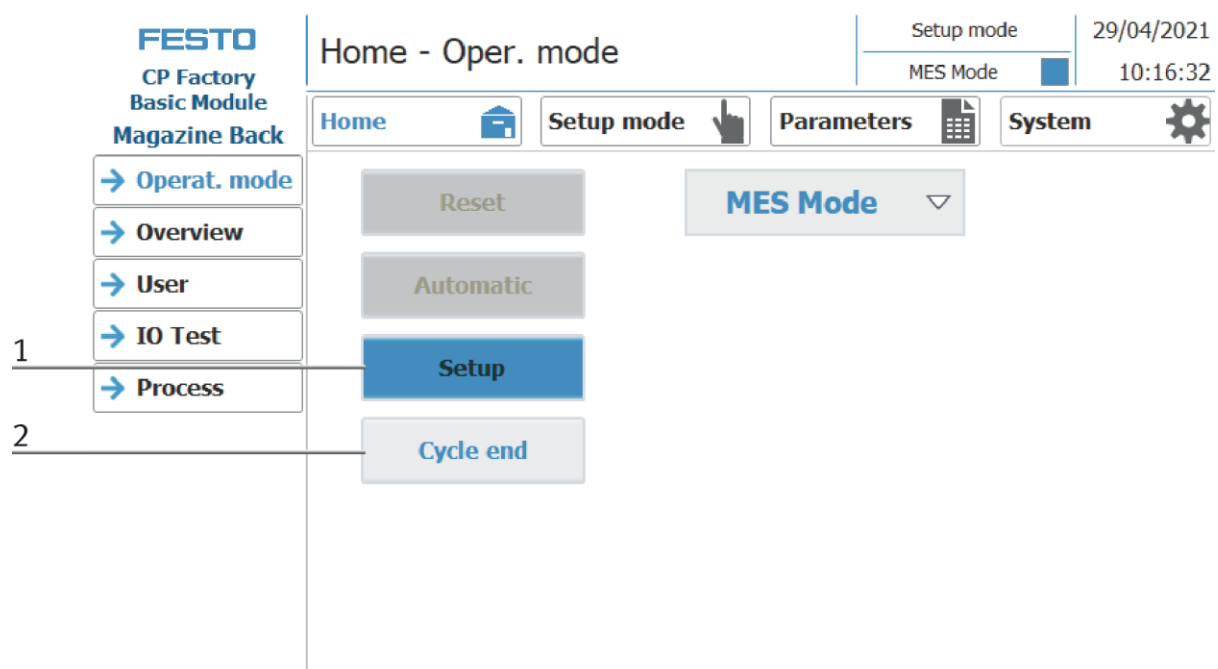 FESTO
CP Factory
Basic Module
Magazine Back
Home - Oper. mode
Setup mode
MES Mode
29/04/2021
10:16:32
Home
Setup mode
Parameters
System
Operat. mode
Overview
User
IO Test
Process
Reset
MES Mode
Automatic
1
Setup
2
Cycle end